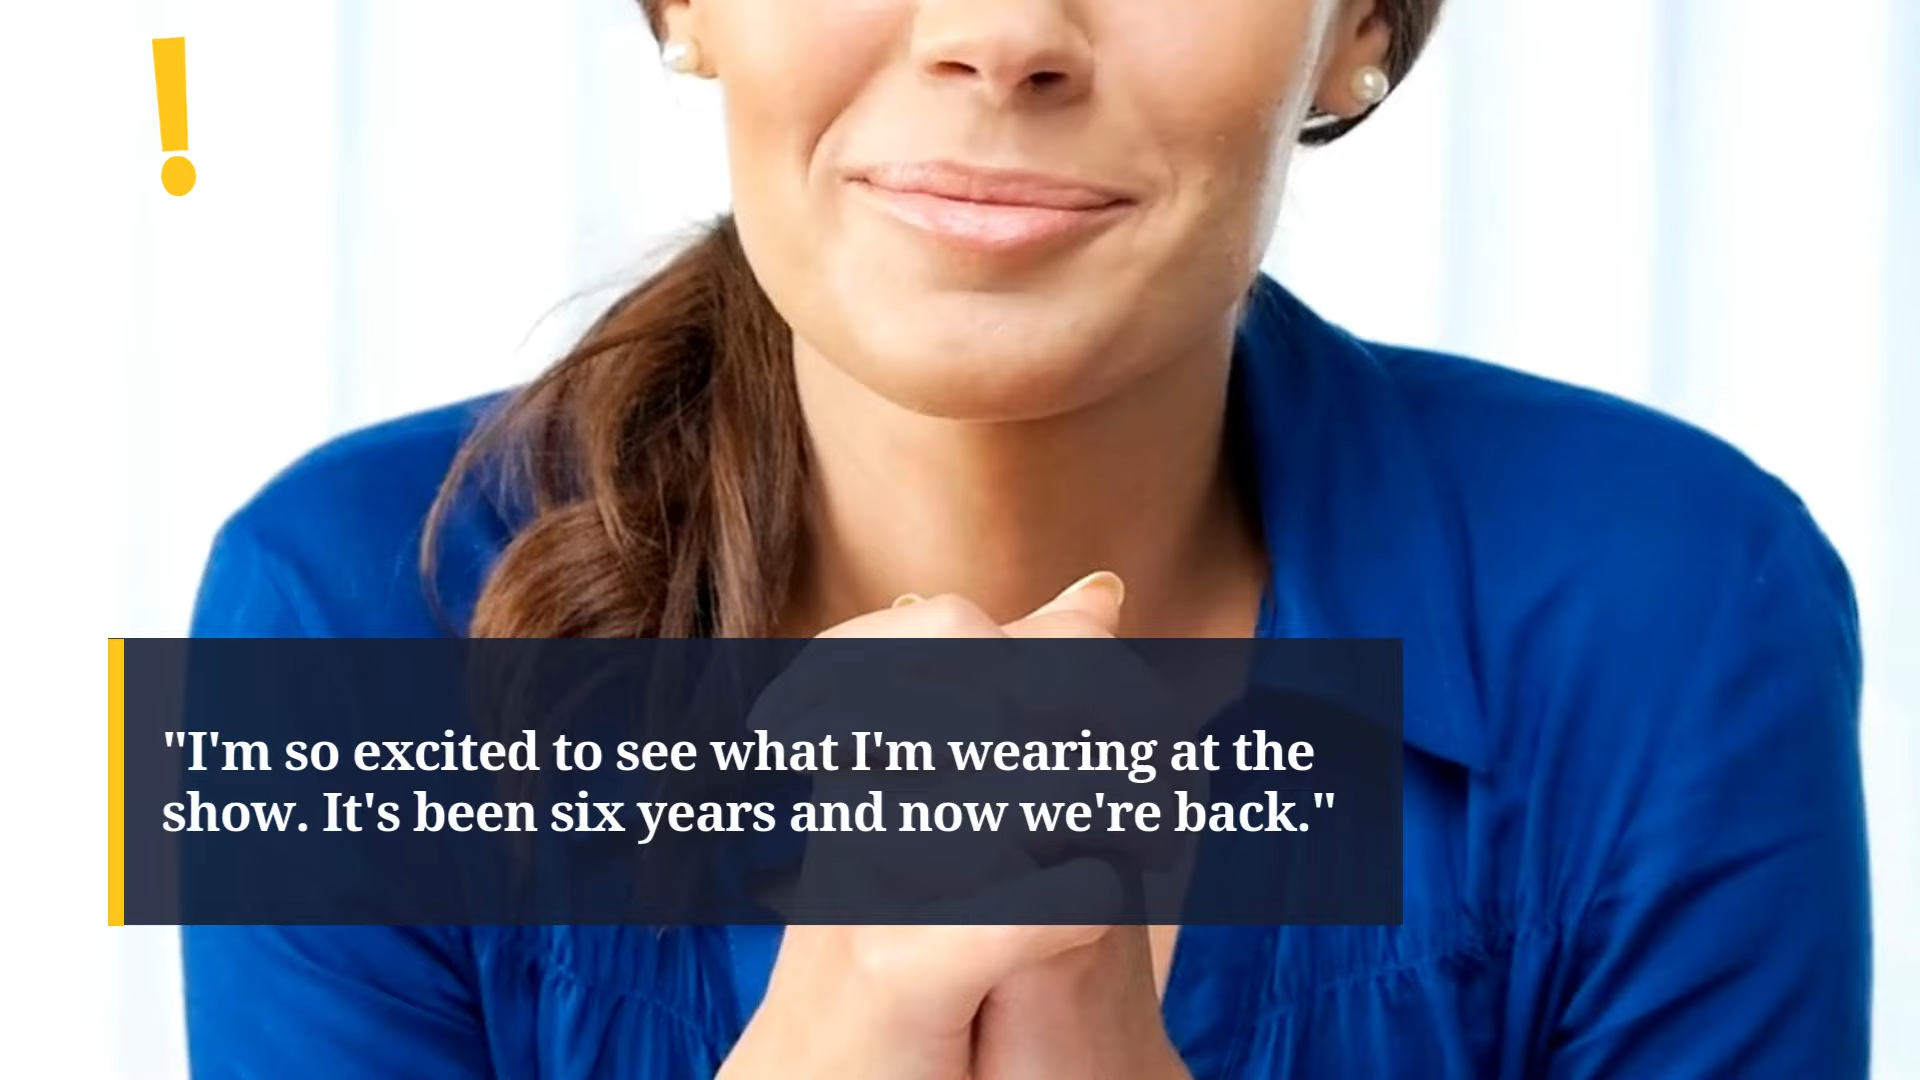 !
"I'm so excited to see what I'm wearing at the
show. It's been six years and now we're back."